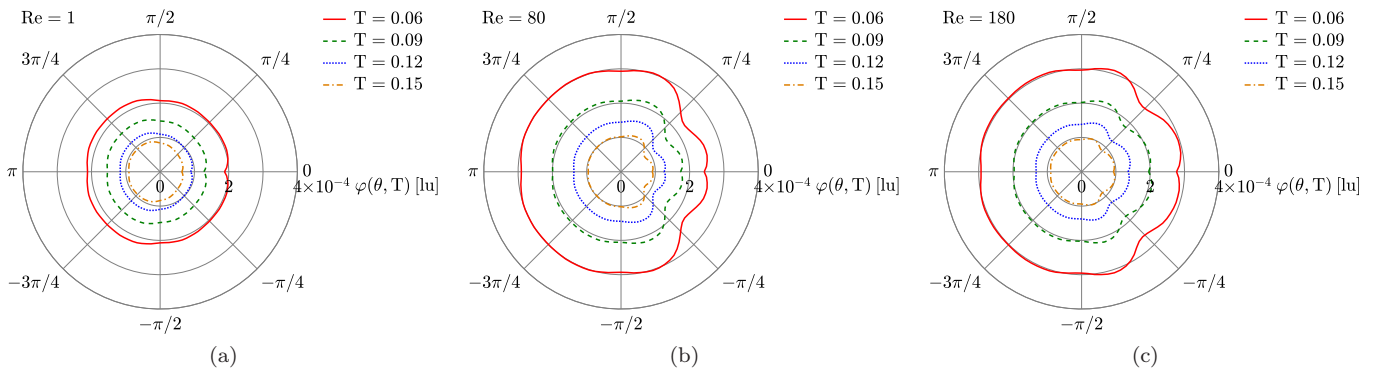 Re = 1
π/2
T = 0.06
T = 0.09
T = 0.12
T = 0.15
3π/4
π/4
π
0
0
2
4×10⁻⁴ φ(θ, T) [lu]
−3π/4
−π/4
−π/2
(a)
Re = 80
π/2
T = 0.06
T = 0.09
T = 0.12
T = 0.15
3π/4
π/4
π
0
0
2
4×10⁻⁴ φ(θ, T) [lu]
−3π/4
−π/4
−π/2
(b)
Re = 180
π/2
T = 0.06
T = 0.09
T = 0.12
T = 0.15
3π/4
π/4
π
0
0
2
4×10⁻⁴ φ(θ, T) [lu]
−3π/4
−π/4
−π/2
(c)